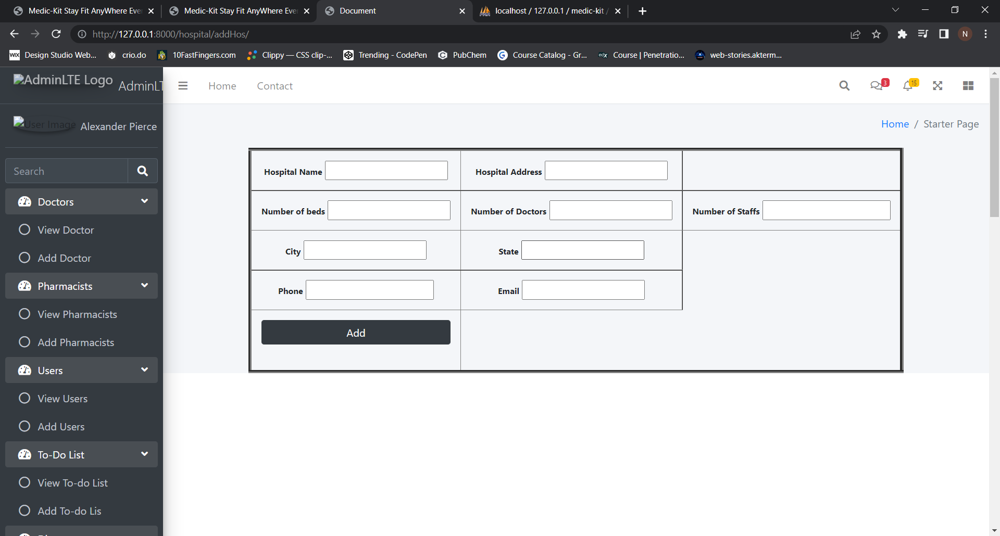 Medic-Kit Stay Fit AnyWhere Eve
Medic-Kit Stay Fit AnyWhere Eve
Document
localhost / 127.0.0.1 / medic-kit /
http://127.0.0.1:8000/hospital/addHos/
N
WIX Design Studio Web...
crio.do
10FastFingers.com
Clippy — CSS clip-...
Trending - CodePen
PubChem
G Course Catalog - Gr...
edX Course | Penetratio...
web-stories.akterm...
AdminLTE Logo
AdminLT
Home
Contact
3
15
User Image
Alexander Pierce
Home / Starter Page
Search
Doctors
View Doctor
Add Doctor
Pharmacists
View Pharmacists
Add Pharmacists
Users
View Users
Add Users
To-Do List
View To-do List
Add To-do Lis
Hospital Name
Hospital Address
Number of beds
Number of Doctors
Number of Staffs
City
State
Phone
Email
Add